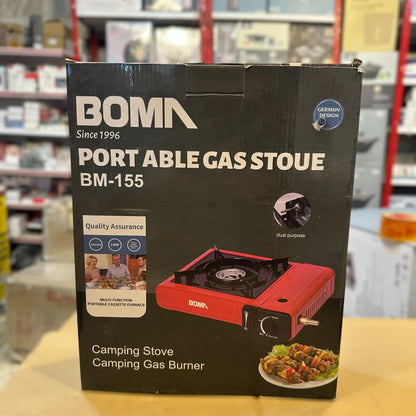 BOMA
Since 1996
GERMON
DESIGN
PORT ABLE GAS STOUE
BM-155
dual purpose
Quality Assurance
MULTI-FUNCTION
PORTABLE CASSETTE FURNACE
BOMA
Camping Stove
Camping Gas Burner